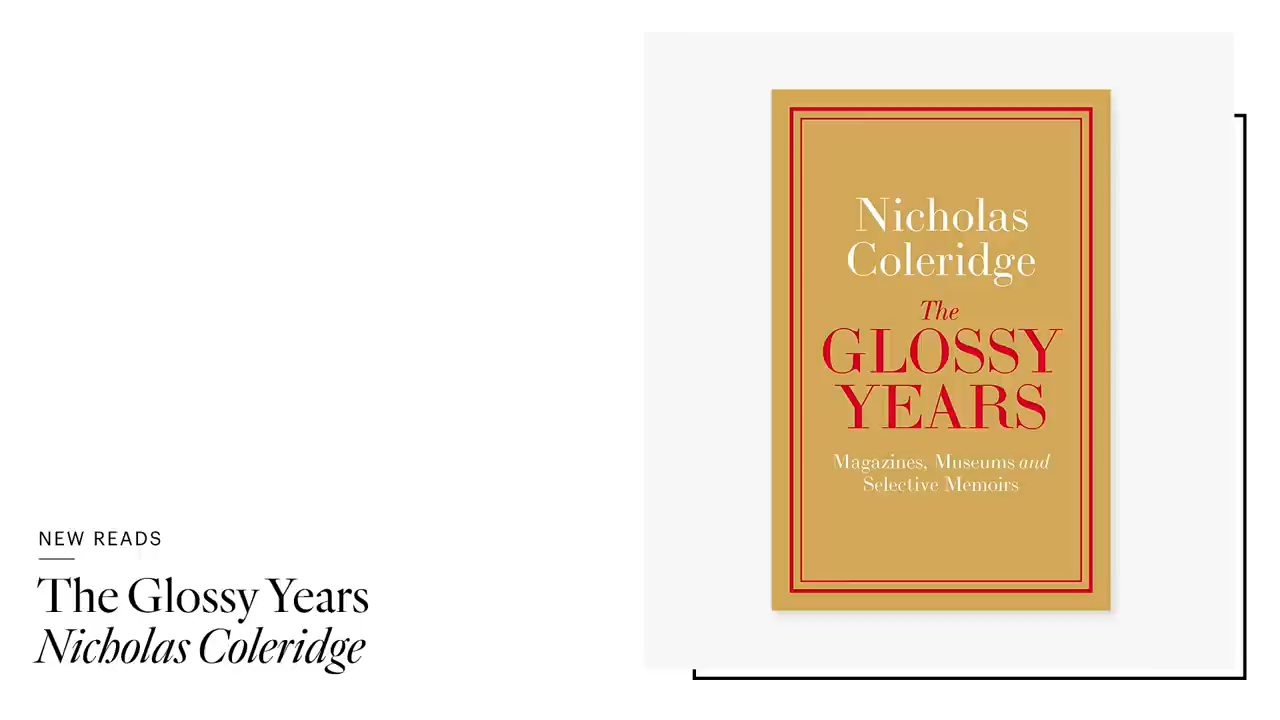 NEW READS
The Glossy Years
Nicholas Coleridge
Nicholas
Coleridge
The
GLOSSY
YEARS
Magazines, Museums and
Selective Memoirs